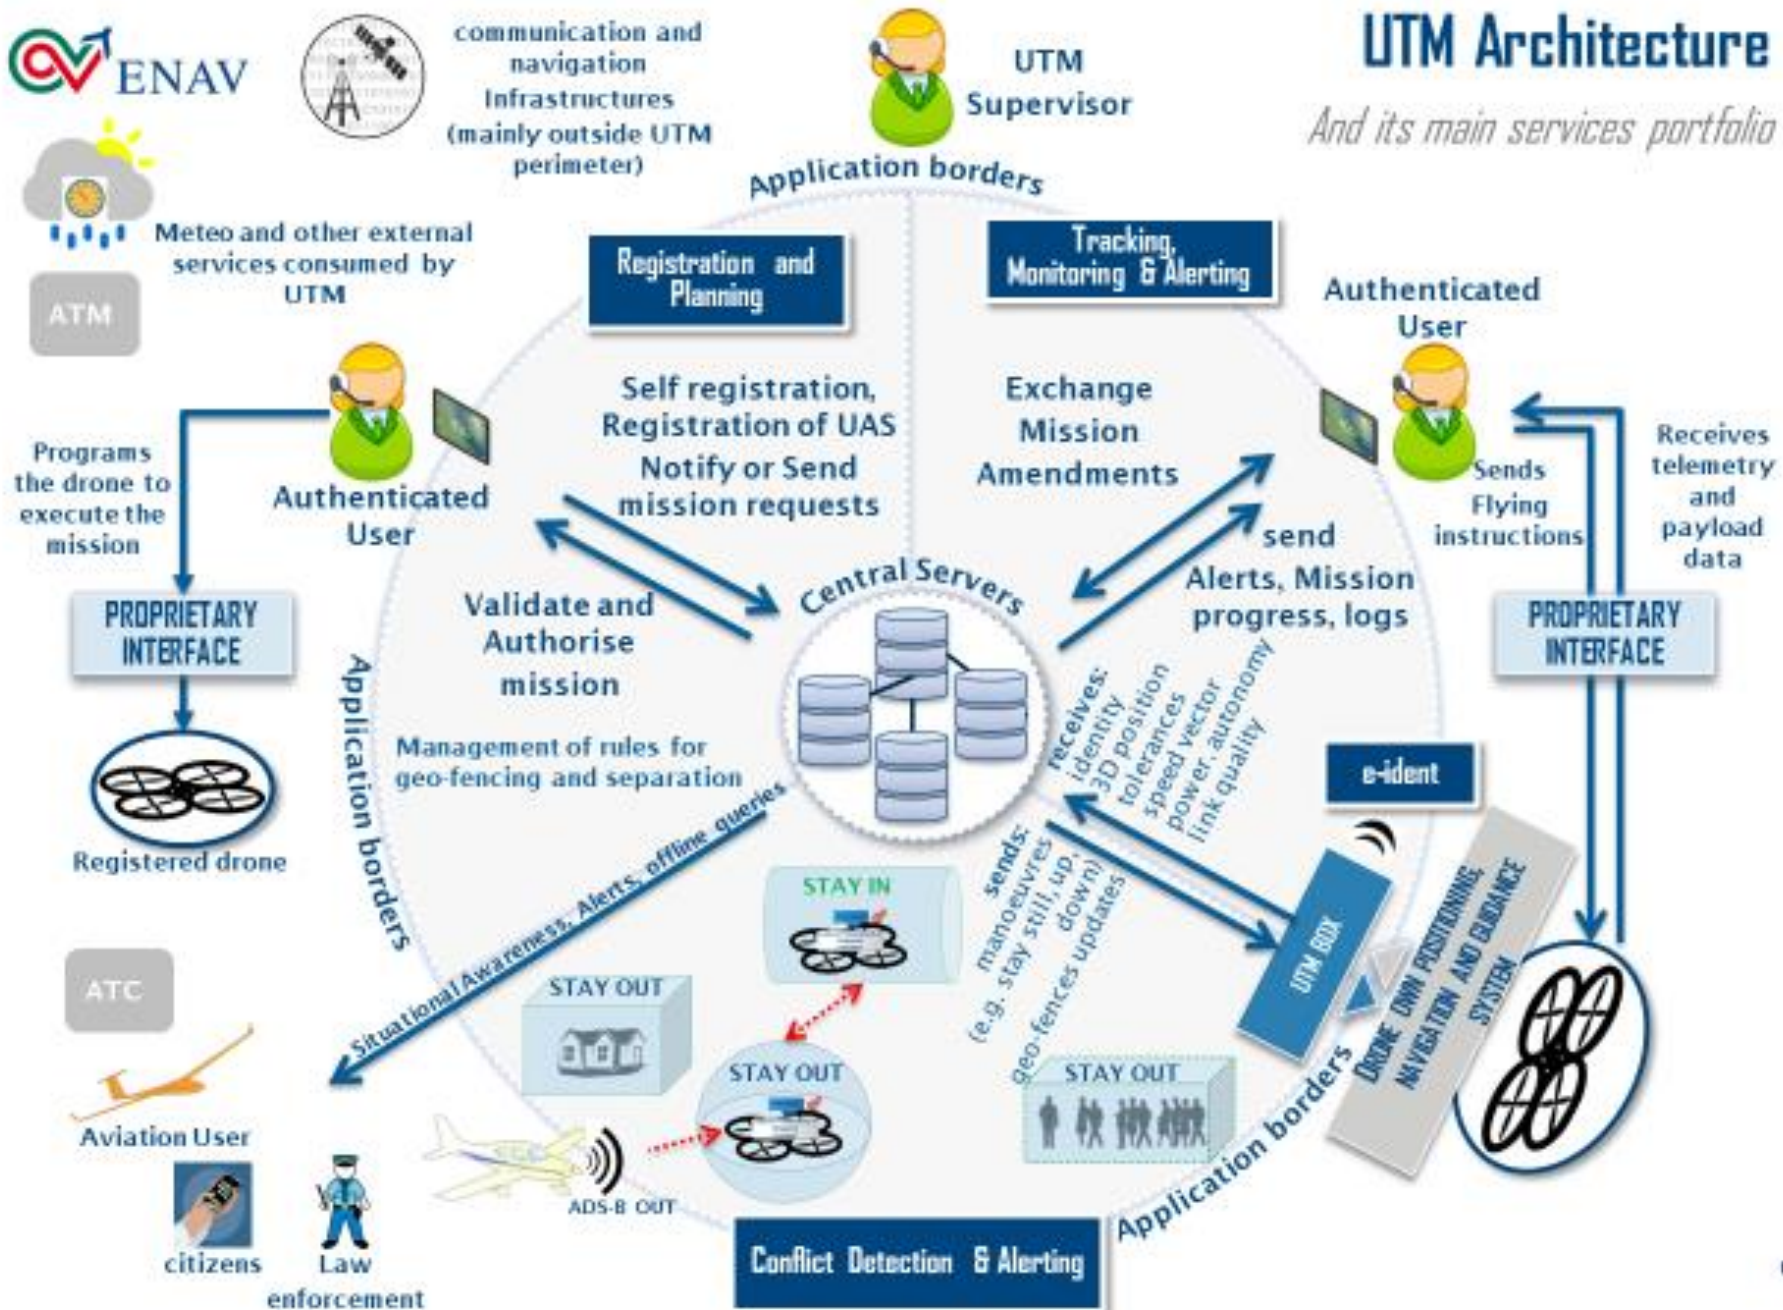 ENAV
communication and
navigation
Infrastructures
(mainly outside UTM
perimeter)
UTM
Supervisor
UTM Architecture
And its main services portfolio
Meteo and other external
services consumed by
UTM
ATM
Application borders
Registration and
Planning
Tracking,
Monitoring & Alerting
Authenticated
User
Self registration,
Registration of UAS
Notify or Send
mission requests
Exchange
Mission
Amendments
Programs
the drone to
execute the
mission
Authenticated
User
Sends
Flying
instructions
Receives
telemetry
and
payload
data
send
Alerts, Mission
progress, logs
Central Servers
Validate and
Authorise
mission
PROPRIETARY
INTERFACE
PROPRIETARY
INTERFACE
Management of rules for
geo-fencing and separation
Application borders
Registered drone
receives:
identity
3D position
tolerances
speed vector
power, autonomy
link quality
e-ident
sends:
manoeuvres
(e.g. stay still, up,
down)
geo-fences updates
UTM BOX
DRONE OWN POSITIONING,
NAVIGATION AND GUIDANCE
SYSTEM
Situational Awareness, Alerts, offline queries
STAY IN
STAY OUT
STAY OUT
STAY OUT
ATC
Aviation User
ADS-B OUT
citizens
Law
enforcement
Application borders
Conflict Detection & Alerting